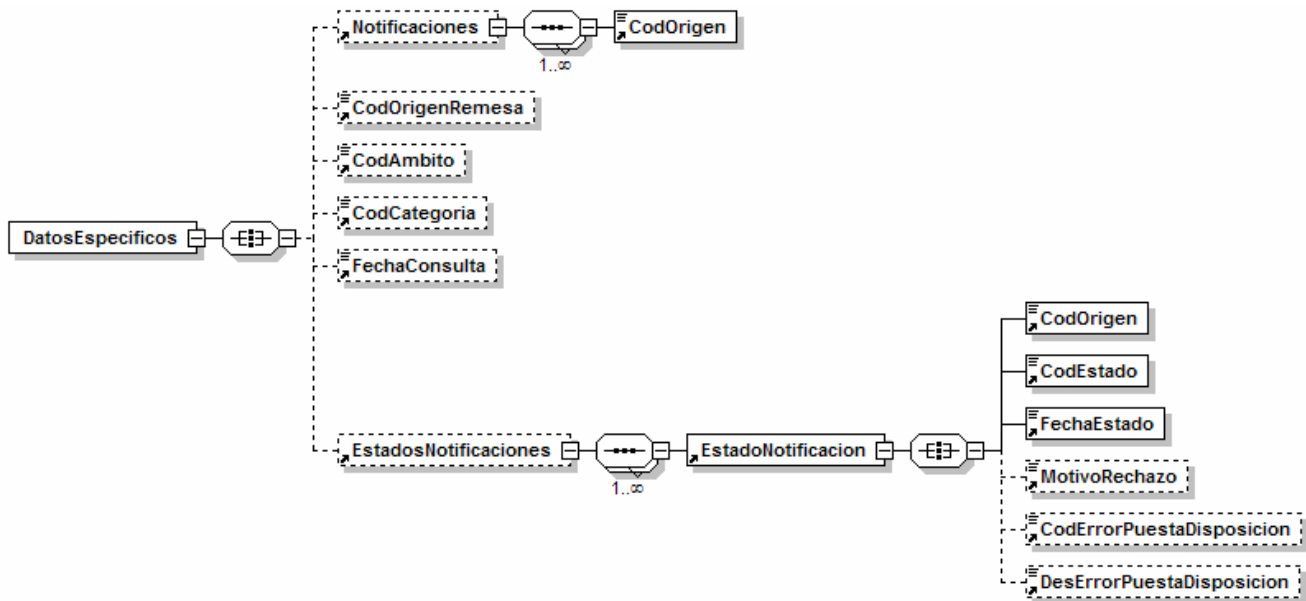 Notificaciones
CodOrigen
1..∞
CodOrigenRemesa
CodAmbito
CodCategoria
DatosEspecificos
FechaConsulta
CodOrigen
CodEstado
FechaEstado
EstadosNotificaciones
EstadoNotificacion
1..∞
MotivoRechazo
CodErrorPuestaDisposicion
DesErrorPuestaDisposicion